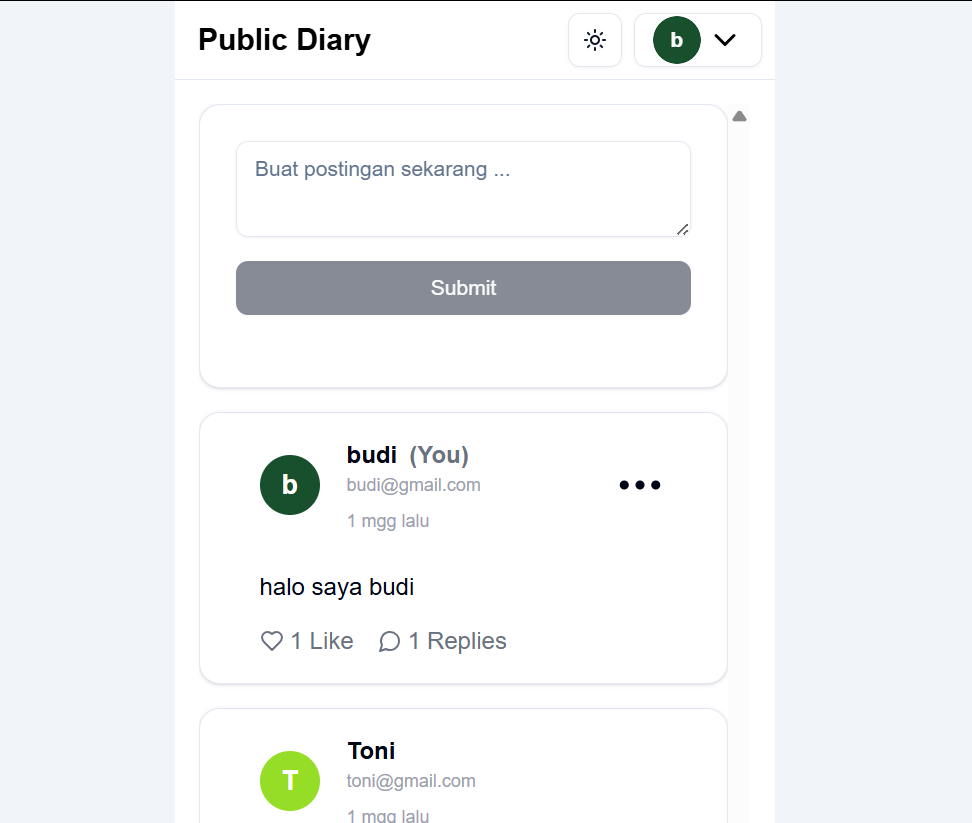 Public Diary
b
Buat postingan sekarang ...
Submit
b
budi (You)
budi@gmail.com
1 mgg lalu
halo saya budi
1 Like 1 Replies
T
Toni
toni@gmail.com
1 mgg lalu